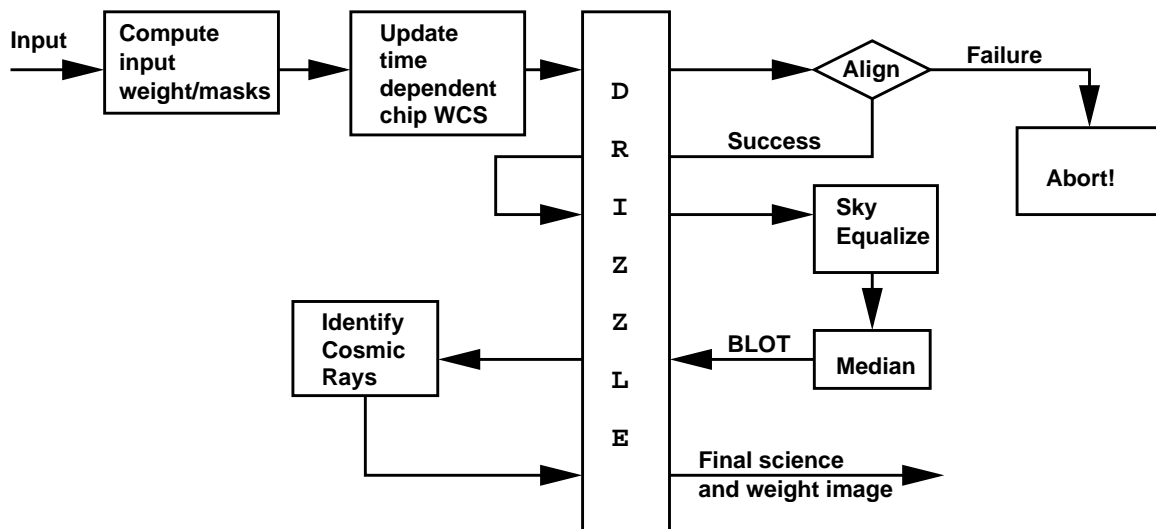 Input
Compute
input
weight/masks
Update
time
dependent
chip WCS
D
R
I
Z
Z
L
E
Align
Failure
Success
Abort!
Sky
Equalize
BLOT
Median
Identify
Cosmic
Rays
Final science
and weight image